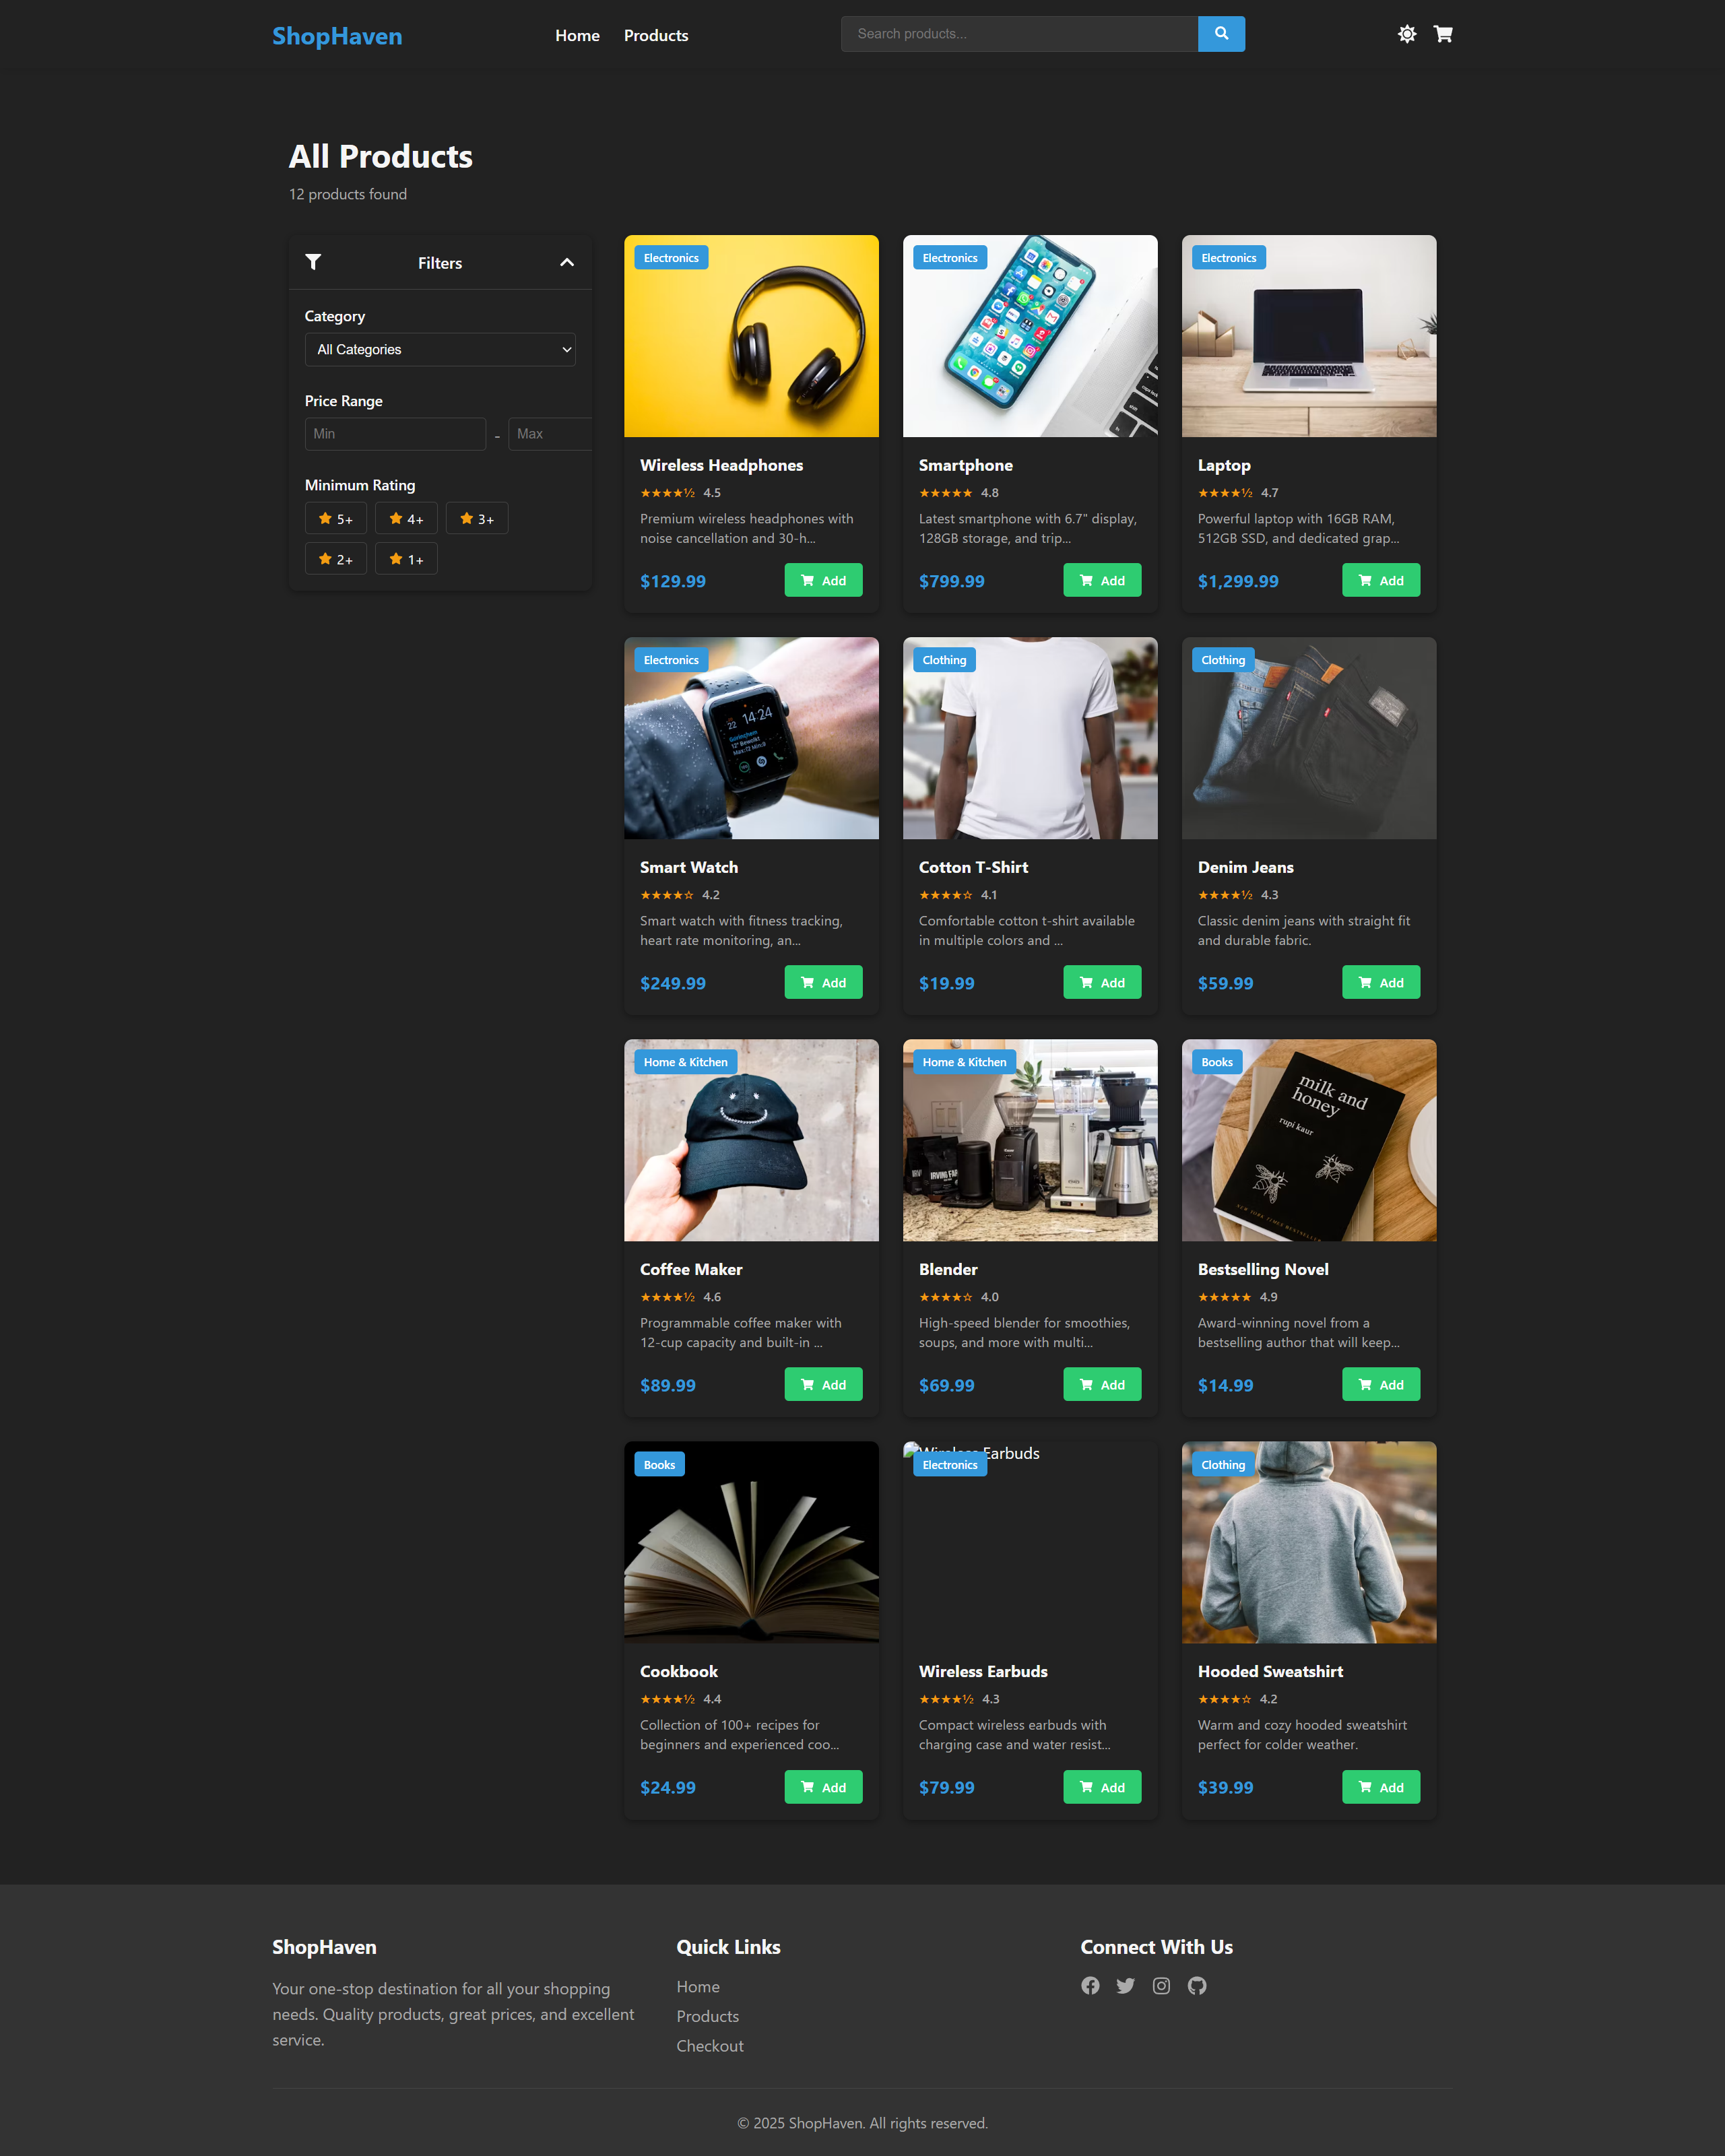 ShopHaven
Home
Products
Search products...
All Products
12 products found
Filters
Category
All Categories
Price Range
Min
-
Max
Minimum Rating
5+
4+
3+
2+
1+
Electronics
Wireless Headphones
★★★★½ 4.5
Premium wireless headphones with
noise cancellation and 30-h...
$129.99
Add
Electronics
Smartphone
★★★★★ 4.8
Latest smartphone with 6.7" display,
128GB storage, and trip...
$799.99
Add
Electronics
Laptop
★★★★½ 4.7
Powerful laptop with 16GB RAM,
512GB SSD, and dedicated grap...
$1,299.99
Add
Electronics
22 14:24
Gorinchem
12° Bewolkt
Smart Watch
★★★★☆ 4.2
Smart watch with fitness tracking,
heart rate monitoring, an...
$249.99
Add
Clothing
Cotton T-Shirt
★★★★☆ 4.1
Comfortable cotton t-shirt available
in multiple colors and ...
$19.99
Add
Clothing
Denim Jeans
★★★★½ 4.3
Classic denim jeans with straight fit
and durable fabric.
$59.99
Add
Home & Kitchen
Coffee Maker
★★★★½ 4.6
Programmable coffee maker with
12-cup capacity and built-in ...
$89.99
Add
Home & Kitchen
Blender
★★★★☆ 4.0
High-speed blender for smoothies,
soups, and more with multi...
$69.99
Add
Books
milk and
honey
rupi kaur
Bestselling Novel
★★★★★ 4.9
Award-winning novel from a
bestselling author that will keep...
$14.99
Add
Books
Cookbook
★★★★½ 4.4
Collection of 100+ recipes for
beginners and experienced coo...
$24.99
Add
Wireless Earbuds
Electronics
Wireless Earbuds
★★★★½ 4.3
Compact wireless earbuds with
charging case and water resist...
$79.99
Add
Clothing
Hooded Sweatshirt
★★★★☆ 4.2
Warm and cozy hooded sweatshirt
perfect for colder weather.
$39.99
Add
ShopHaven
Your one-stop destination for all your shopping
needs. Quality products, great prices, and excellent
service.
Quick Links
Home
Products
Checkout
Connect With Us
© 2025 ShopHaven. All rights reserved.